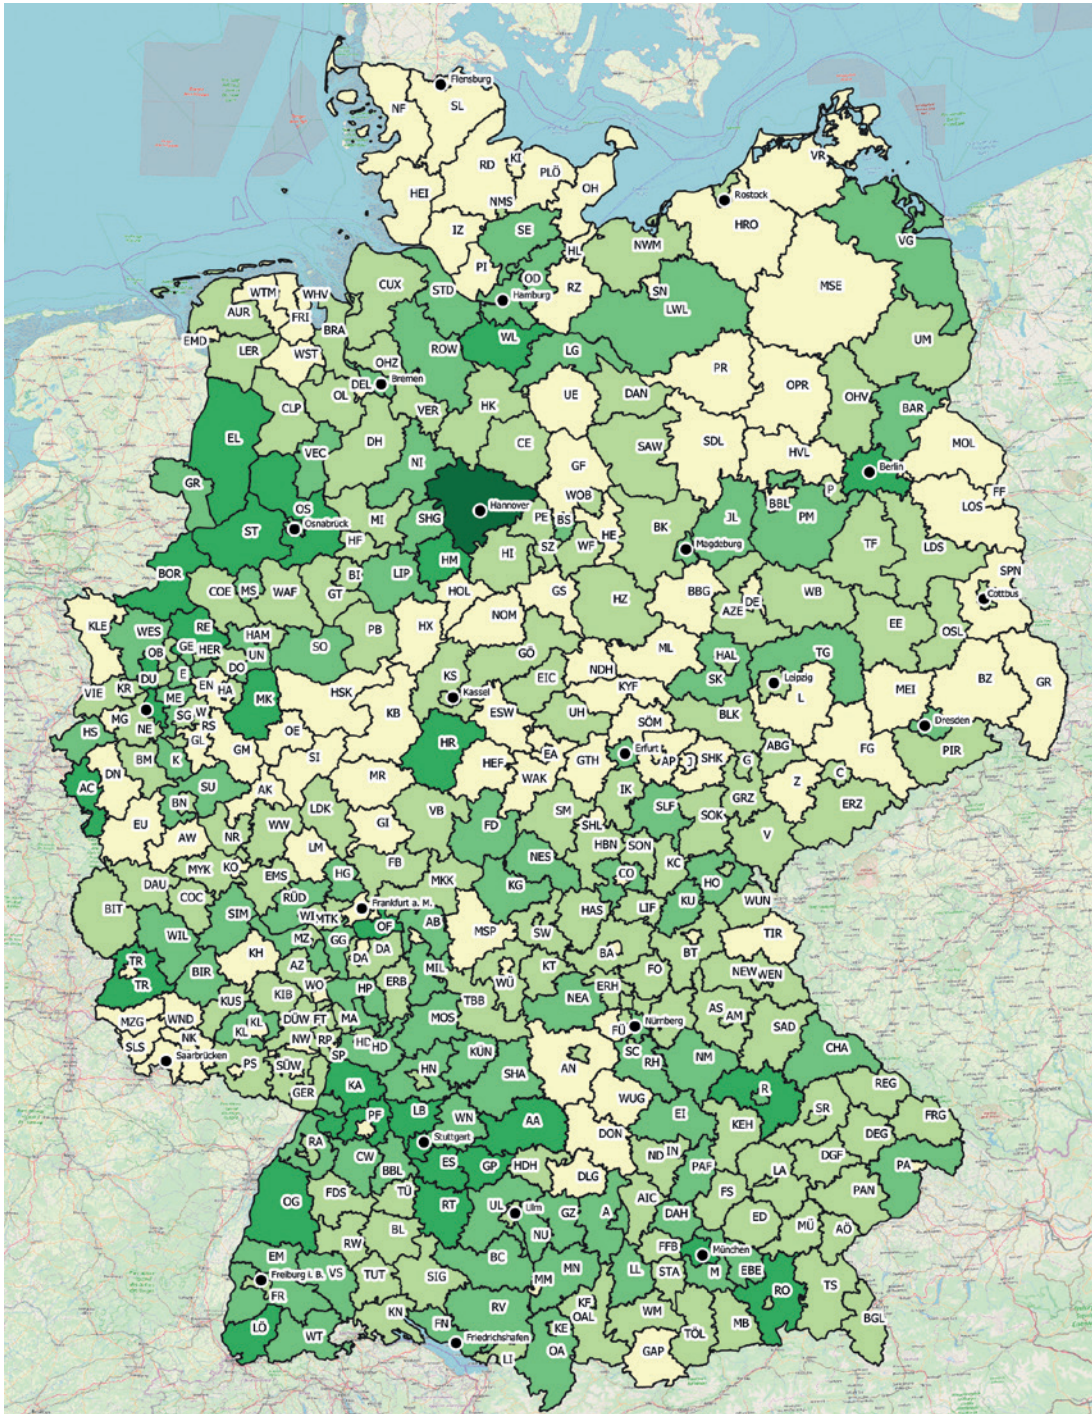 Flensburg
NF
SL
RD
KI
PLÖ
OH
HEI
NMS
VR
Rostock
IZ
SE
HL
NWM
HRO
PI
OD
RZ
SN
LWL
MSE
VG
CUX
STD
Hamburg
WTM
WHV
AUR
FRI
BRA
EMD
LER
WST
OHZ
ROW
WL
LG
UM
PR
OPR
DEL
Bremen
OL
CLP
VER
HK
UE
DAN
OHV
BAR
EL
DH
CE
SAW
SDL
HVL
MOL
VEC
NI
GF
Berlin
GR
WOB
P
FF
BBL
OS
Osnabrück
SHG
Hannover
PE
BS
JL
PM
LOS
ST
MI
HF
HI
SZ
WF
HE
BK
Magdeburg
TF
LDS
HM
BOR
BI
LIP
SPN
COE
MS
WAF
GT
HOL
NOM
GS
HZ
BBG
DE
AZE
WB
Cottbus
KLE
WES
RE
HAM
PB
HX
EE
OSL
OB
GE
HER
UN
SO
GÖ
ML
HAL
TG
DU
E
DO
NDH
SK
Leipzig
KR
ME
EN
HA
MK
HSK
KS
Kassel
EIC
KYF
L
MEI
BZ
GR
VIE
MG
NE
SG
W
RS
KB
ESW
UH
SÖM
BLK
HS
GL
GM
OE
Dresden
BM
K
SI
HR
HEF
EA
Erfurt
AP
J
SHK
ABG
FG
PIR
AC
DN
SU
AK
MR
WAK
GTH
G
C
BN
IK
GRZ
Z
ERZ
EU
AW
NR
WW
LDK
GI
VB
SM
SLF
SOK
V
FD
SHL
LM
HBN
SON
MYK
KO
FB
NES
KC
DAU
EMS
HG
MKK
CO
HO
COC
KG
BIT
RÜD
Frankfurt a. M.
HAS
LIF
KU
WUN
SIM
WI
MTK
OF
AB
SW
WIL
MSP
TIR
MZ
GG
DA
DA
KH
BA
BT
TR
AZ
MIL
KT
FO
NEW
WEN
TR
BIR
WO
ERB
WÜ
KUS
KIB
HP
TBB
NEA
ERH
AS
AM
MZG
WND
DÜW
FT
MA
MOS
Nürnberg
SAD
KL
KL
FÜ
SLS
NK
NW
RP
HD
HD
SC
CHA
Saarbrücken
PS
SÜW
SP
HN
KÜN
SHA
AN
RH
NM
GER
KA
WUG
R
REG
PF
LB
WN
AA
EI
KEH
SR
RA
Stuttgart
DON
DEG
FRG
CW
BBL
ES
GP
HDH
ND
IN
DGF
PA
OG
FDS
TÜ
DLG
PAF
LA
RT
UL
Ulm
GZ
A
AIC
FS
PAN
RW
BL
DAH
ED
MÜ
AÖ
NU
EM
FFB
München
VS
TUT
SIG
BC
MN
LL
STA
M
EBE
Freiburg i. B.
FR
MM
RO
TS
KN
RV
KF
OAL
WM
LÖ
WT
FN
KE
TÖL
MB
BGL
Friedrichshafen
OA
GAP
LI